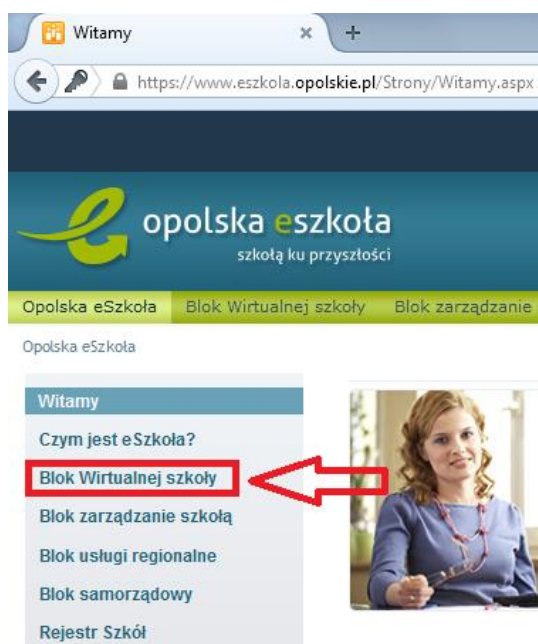 Witamy
https://www.eszkola.opolskie.pl/Strony/Witamy.aspx
opolska eszkoła
szkołą ku przyszłości
Opolska eSzkoła Blok Wirtualnej szkoły Blok zarządzanie
Opolska eSzkoła
Witamy
Czym jest eSzkoła?
Blok Wirtualnej szkoły
Blok zarządzanie szkołą
Blok usługi regionalne
Blok samorządowy
Rejestr Szkół